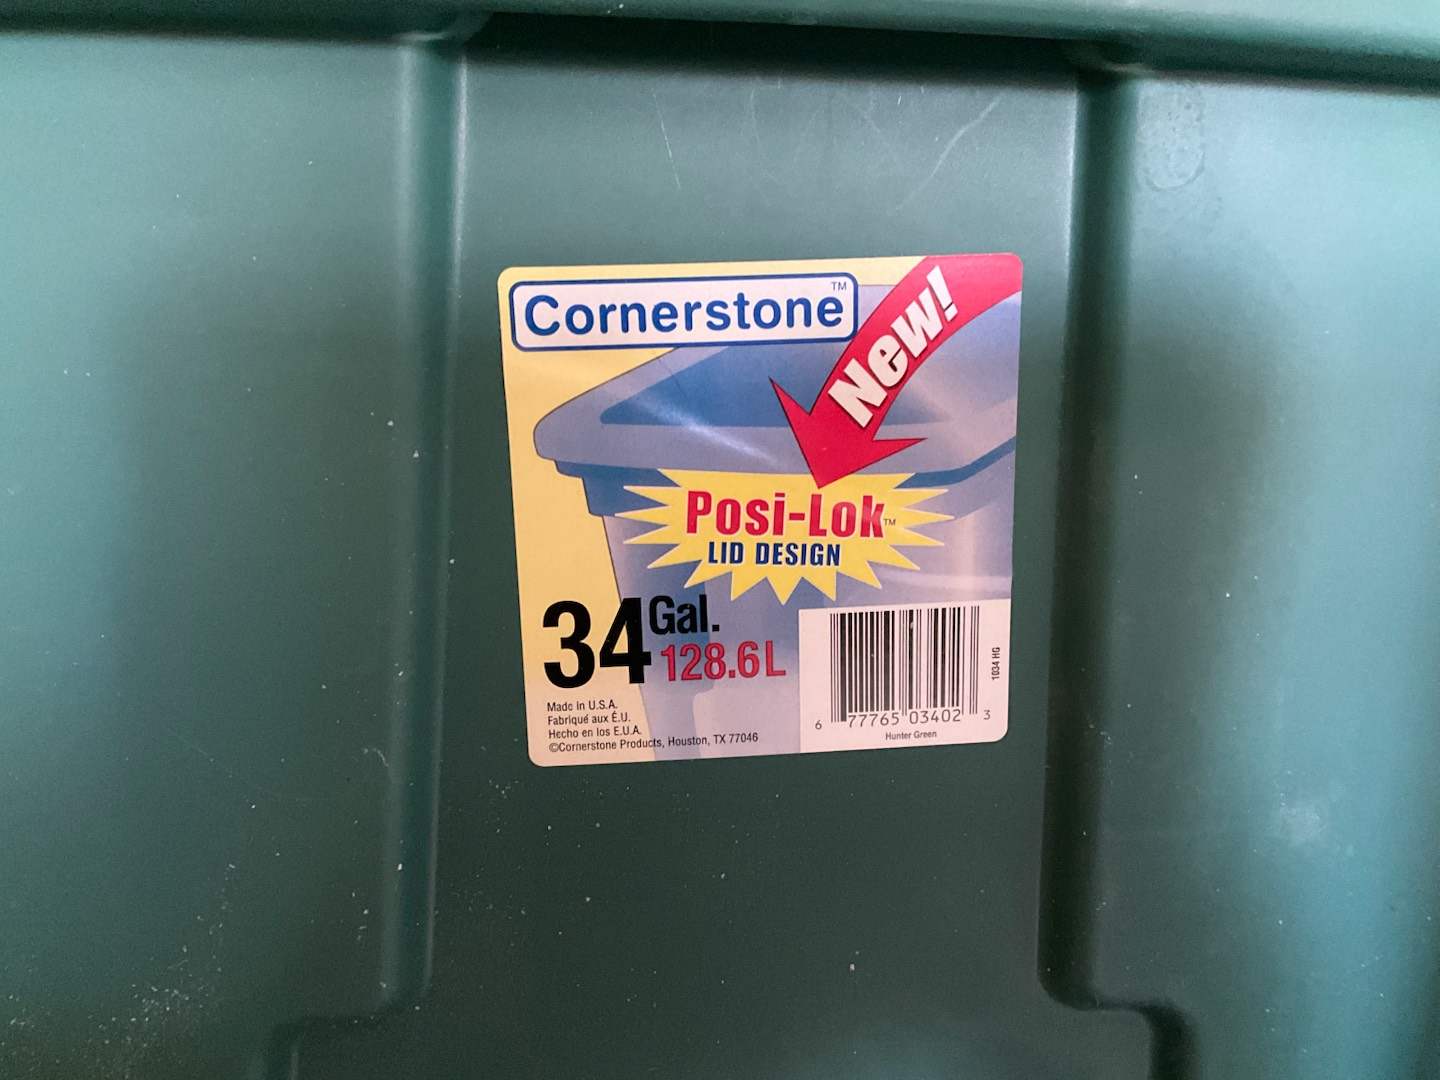 Cornerstone™
New!
Posi-Lok™
LID DESIGN
34 Gal.
128.6 L
Made in U.S.A.
Fabriqué aux É.U.
Hecho en los E.U.A.
©Cornerstone Products, Houston, TX 77046
6 77765 03402 3
Hunter Green
1034 HG